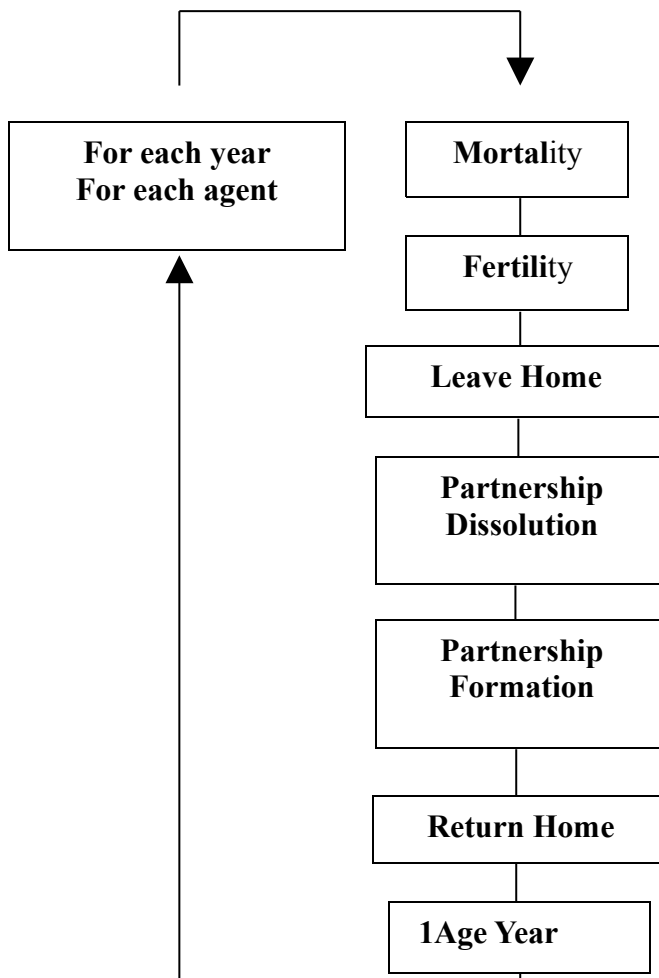 For each year
For each agent
Mortality
Fertility
Leave Home
Partnership
Dissolution
Partnership
Formation
Return Home
1Age Year